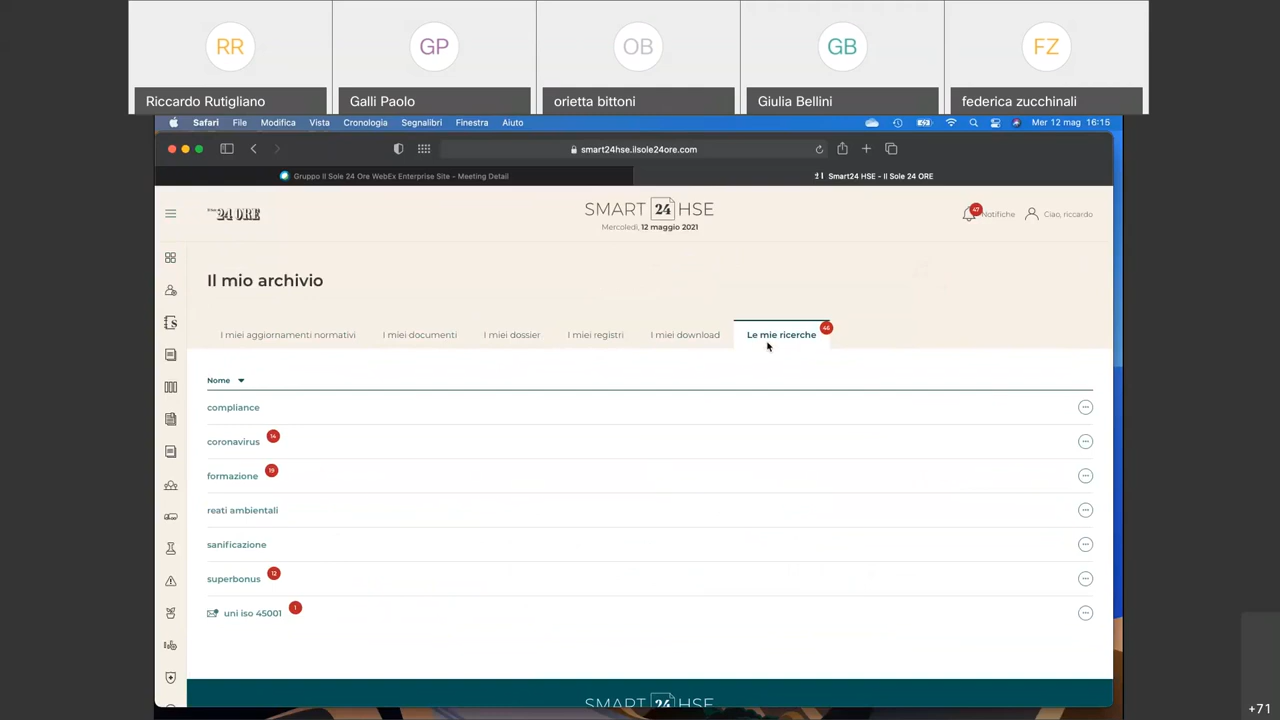 RR
GP
OB
GB
FZ
Riccardo Rutigliano
Galli Paolo
orietta bittoni
Giulia Bellini
federica zucchinali
Safari File Modifica Vista Cronologia Segnalibri Finestra Aiuto
Mer 12 mag 16:15
smart24hse.ilsole24ore.com
Gruppo Il Sole 24 Ore WebEx Enterprise Site – Meeting Detail
Smart24 HSE – Il Sole 24 ORE
24 ORE
SMART 24 HSE
Mercoledì, 12 maggio 2021
47
Notifiche
Ciao, riccardo
Il mio archivio
I miei aggiornamenti normativi
I miei documenti
I miei dossier
I miei registri
I miei download
Le mie ricerche
46
Nome
compliance
coronavirus 14
formazione 19
reati ambientali
sanificazione
superbonus 12
uni iso 45001 1
SMART 24 HSE
+71